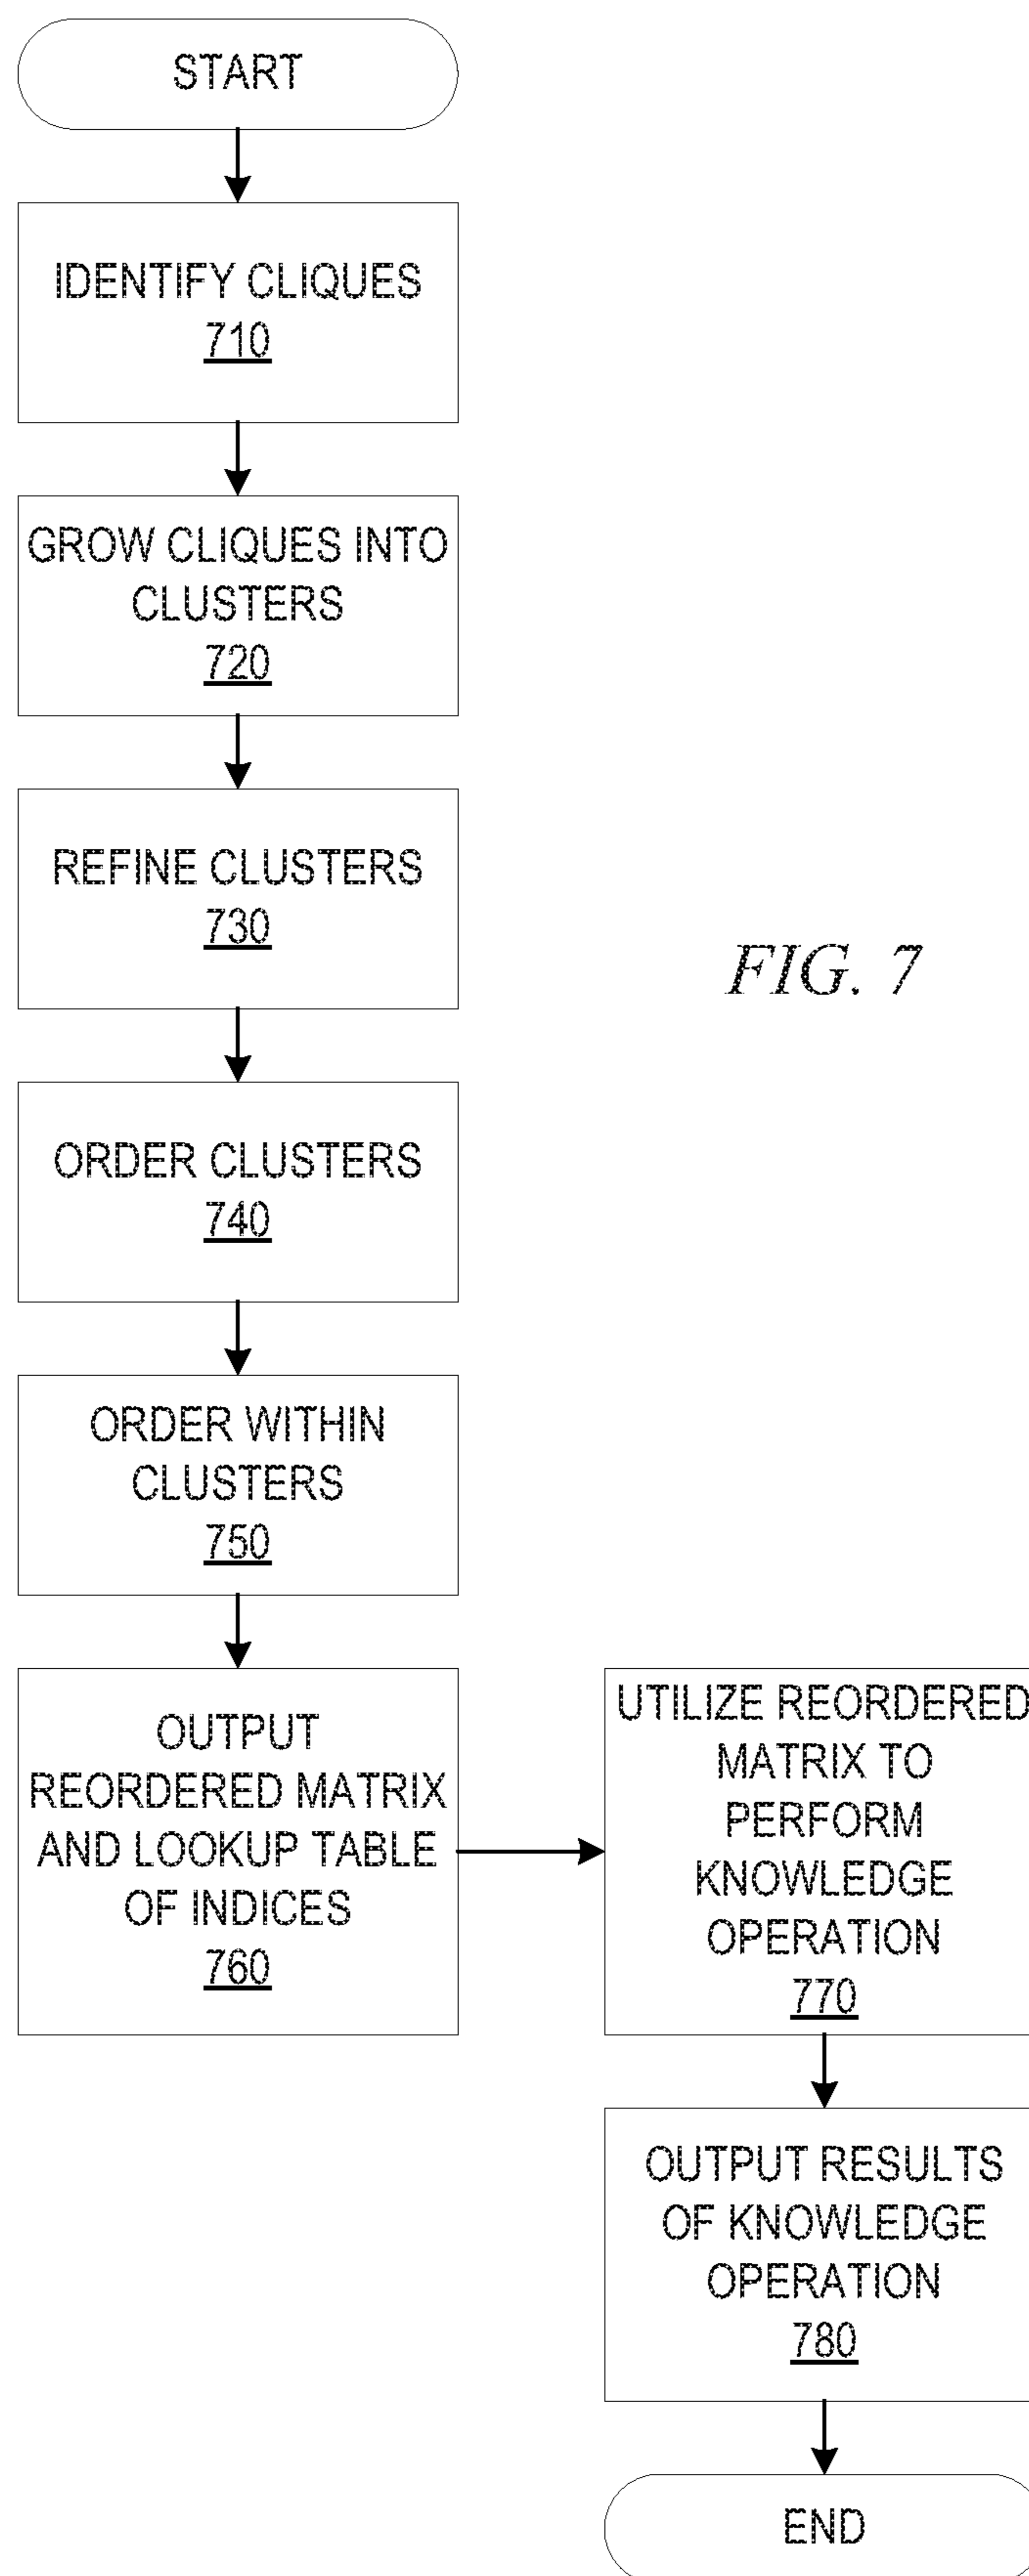 START
IDENTIFY CLIQUES
710
GROW CLIQUES INTO
CLUSTERS
720
REFINE CLUSTERS
730
FIG. 7
ORDER CLUSTERS
740
ORDER WITHIN
CLUSTERS
750
OUTPUT
REORDERED MATRIX
AND LOOKUP TABLE
OF INDICES
760
UTILIZE REORDERED
MATRIX TO
PERFORM
KNOWLEDGE
OPERATION
770
OUTPUT RESULTS
OF KNOWLEDGE
OPERATION
780
END